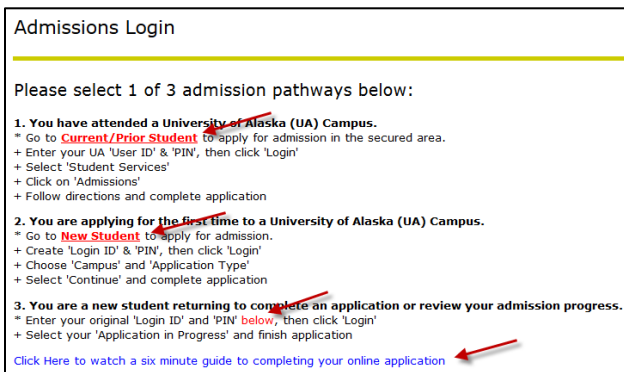 Admissions Login
Please select 1 of 3 admission pathways below:
1. You have attended a University of Alaska (UA) Campus.
* Go to Current/Prior Student to apply for admission in the secured area.
+ Enter your UA 'User ID' & 'PIN', then click 'Login'
+ Select 'Student Services'
+ Click on 'Admissions'
+ Follow directions and complete application
2. You are applying for the first time to a University of Alaska (UA) Campus.
* Go to New Student to apply for admission.
+ Create 'Login ID' & 'PIN', then click 'Login'
+ Choose 'Campus' and 'Application Type'
+ Select 'Continue' and complete application
3. You are a new student returning to complete an application or review your admission progress.
* Enter your original 'Login ID' and 'PIN' below, then click 'Login'
+ Select your 'Application in Progress' and finish application
Click Here to watch a six minute guide to completing your online application